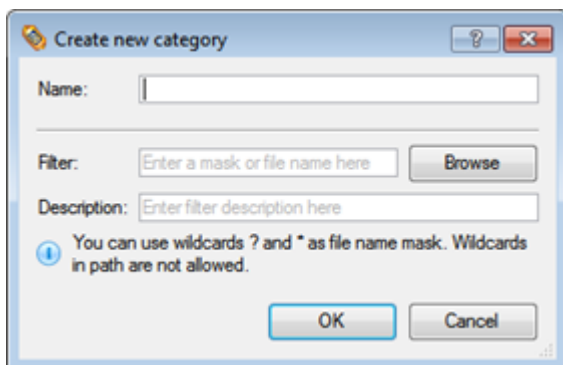 Create new category
Name:
Filter: Enter a mask or file name here Browse
Description: Enter filter description here
You can use wildcards ? and * as file name mask. Wildcards
in path are not allowed.
OK Cancel